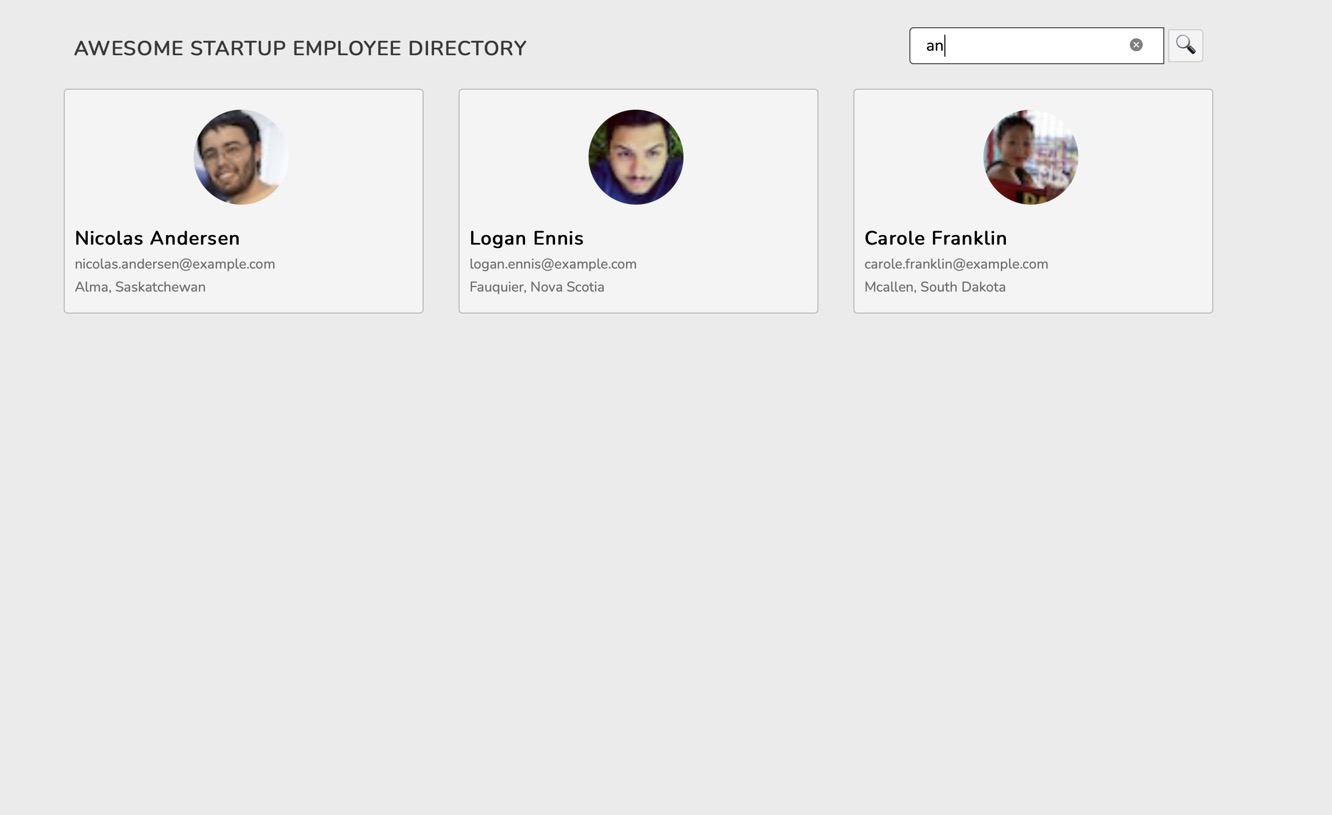 AWESOME STARTUP EMPLOYEE DIRECTORY
an
Nicolas Andersen
nicolas.andersen@example.com
Alma, Saskatchewan
Logan Ennis
logan.ennis@example.com
Fauquier, Nova Scotia
Carole Franklin
carole.franklin@example.com
Mcallen, South Dakota